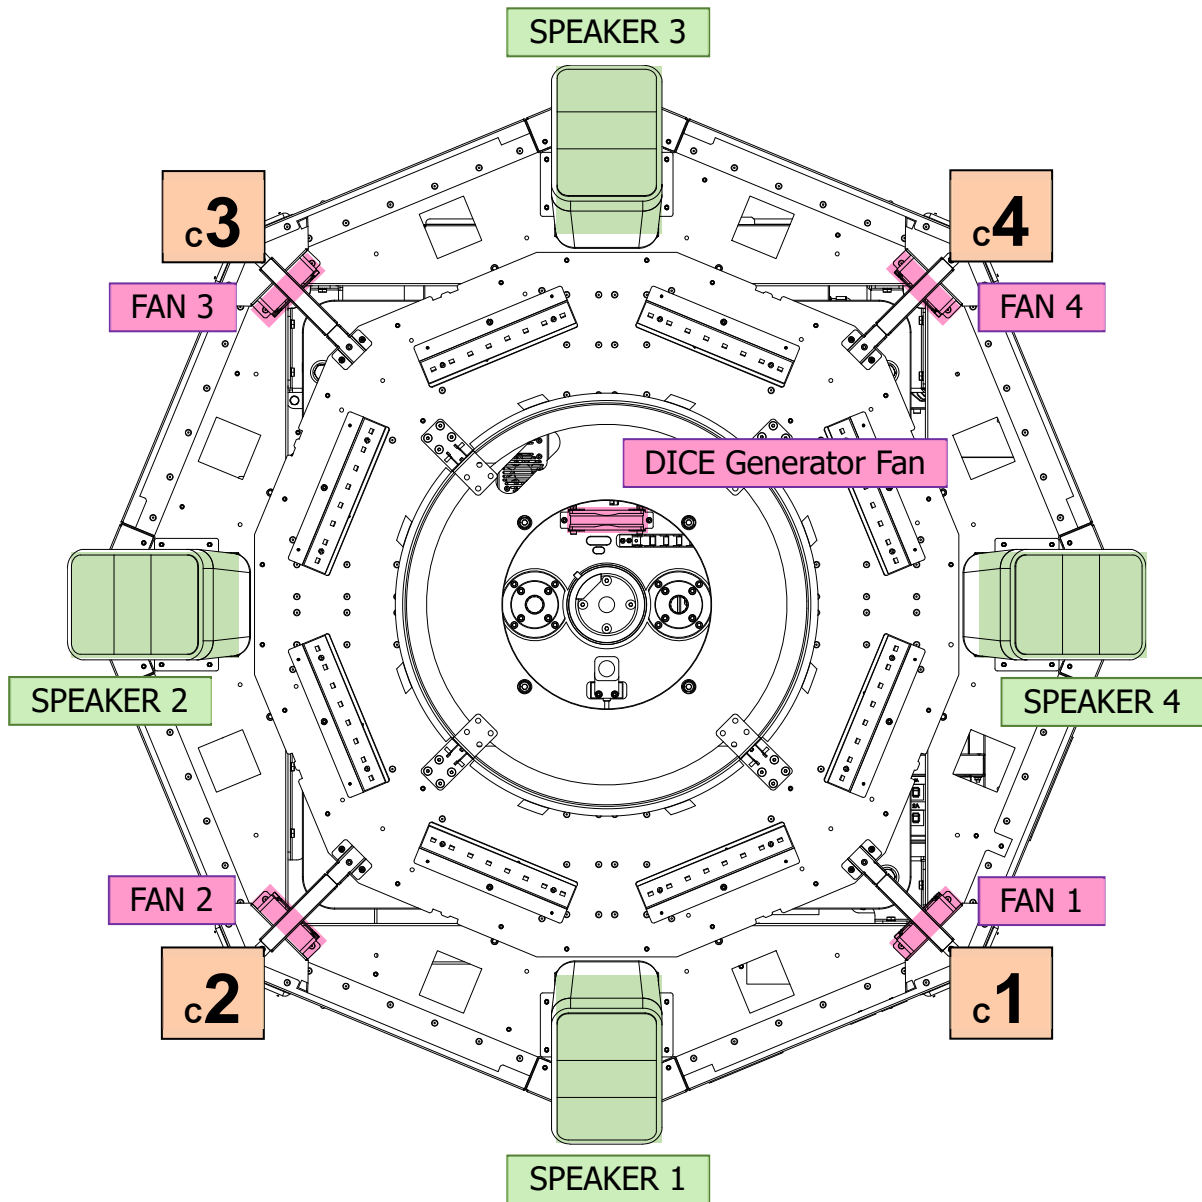 SPEAKER 3
C3
C4
FAN 3
FAN 4
DICE Generator Fan
SPEAKER 2
SPEAKER 4
FAN 2
FAN 1
C2
C1
SPEAKER 1